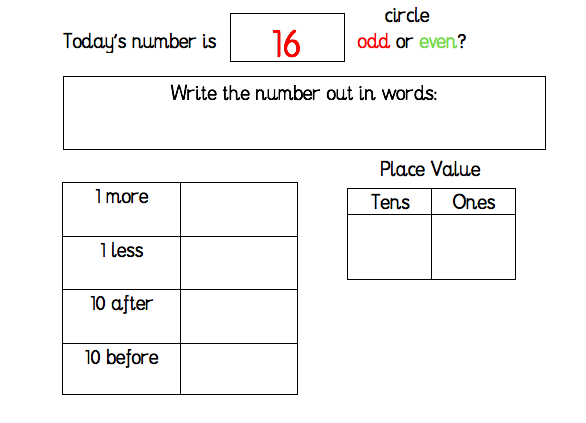 circle
Today's number is 16 odd or even?
Write the number out in words:
Place Value
Tens Ones
1 more
1 less
10 after
10 before